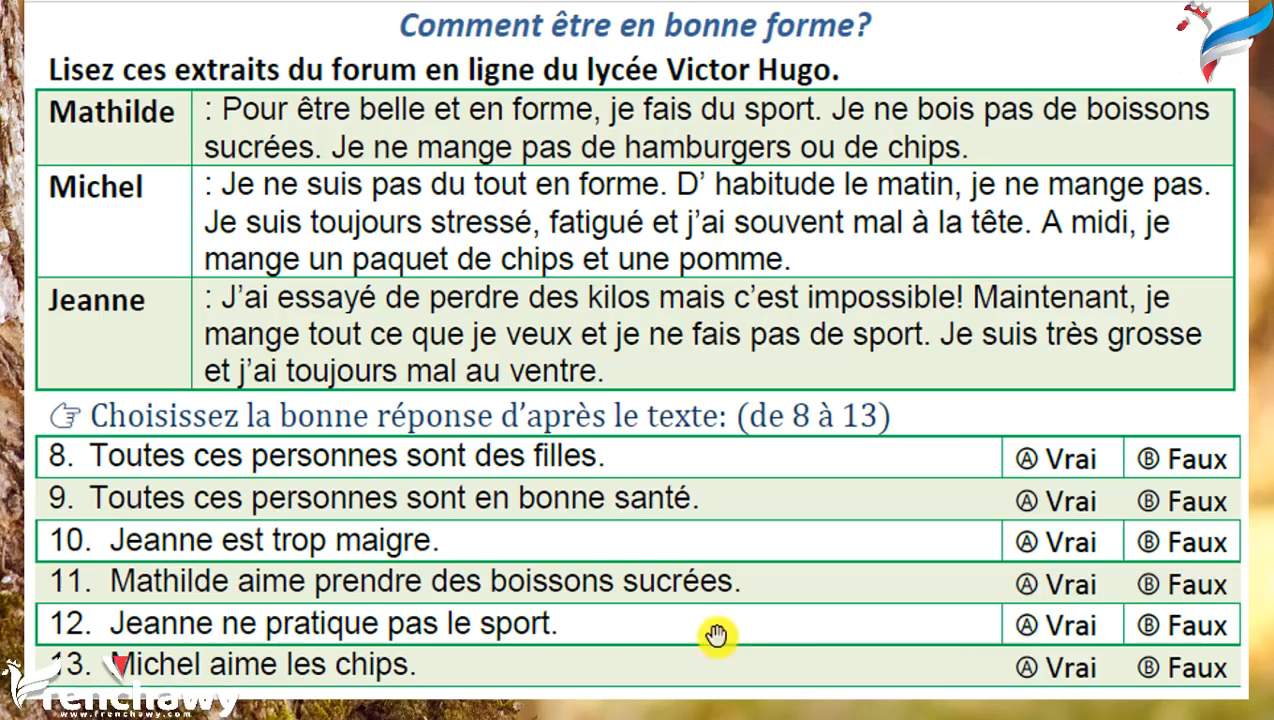 Comment être en bonne forme?
Lisez ces extraits du forum en ligne du lycée Victor Hugo.
Mathilde : Pour être belle et en forme, je fais du sport. Je ne bois pas de boissons
sucrées. Je ne mange pas de hamburgers ou de chips.
Michel : Je ne suis pas du tout en forme. D' habitude le matin, je ne mange pas.
Je suis toujours stressé, fatigué et j'ai souvent mal à la tête. A midi, je
mange un paquet de chips et une pomme.
Jeanne : J'ai essayé de perdre des kilos mais c'est impossible! Maintenant, je
mange tout ce que je veux et je ne fais pas de sport. Je suis très grosse
et j'ai toujours mal au ventre.
☞ Choisissez la bonne réponse d'après le texte: (de 8 à 13)
8. Toutes ces personnes sont des filles. Ⓐ Vrai Ⓑ Faux
9. Toutes ces personnes sont en bonne santé. Ⓐ Vrai Ⓑ Faux
10. Jeanne est trop maigre. Ⓐ Vrai Ⓑ Faux
11. Mathilde aime prendre des boissons sucrées. Ⓐ Vrai Ⓑ Faux
12. Jeanne ne pratique pas le sport. Ⓐ Vrai Ⓑ Faux
13. Michel aime les chips. Ⓐ Vrai Ⓑ Faux
Frenchawy
www.frenchawy.com